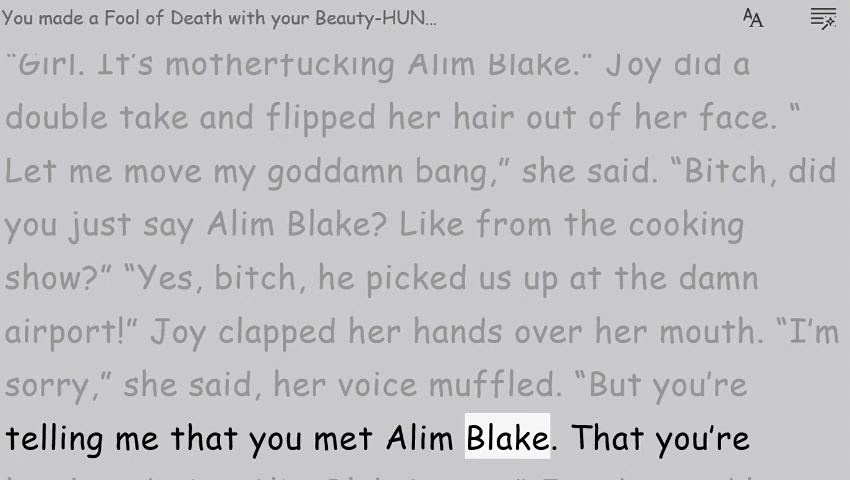 You made a Fool of Death with your Beauty-HUN...
AA
"Girl. It's motherfucking Alim Blake." Joy did a
double take and flipped her hair out of her face. "
Let me move my goddamn bang," she said. "Bitch, did
you just say Alim Blake? Like from the cooking
show?" "Yes, bitch, he picked us up at the damn
airport!" Joy clapped her hands over her mouth. "I'm
sorry," she said, her voice muffled. "But you're
telling me that you met Alim Blake. That you're